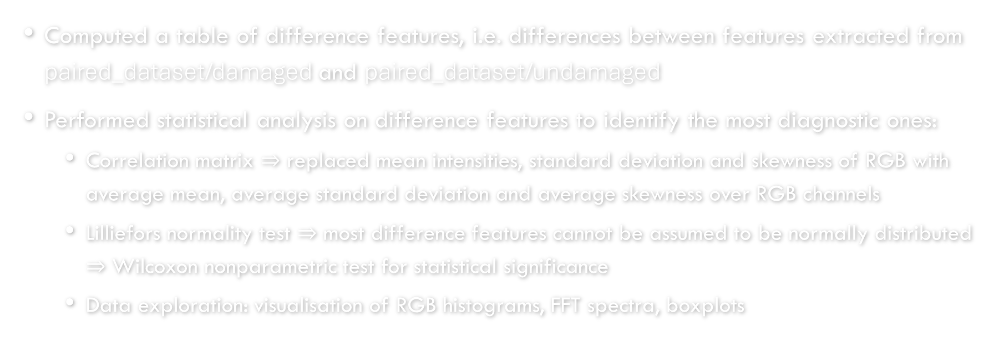 • Computed a table of difference features, i.e. differences between features extracted from
paired_dataset/damaged and paired_dataset/undamaged
• Performed statistical analysis on difference features to identify the most diagnostic ones:
• Correlation matrix ⇒ replaced mean intensities, standard deviation and skewness of RGB with
average mean, average standard deviation and average skewness over RGB channels
• Lilliefors normality test ⇒ most difference features cannot be assumed to be normally distributed
⇒ Wilcoxon nonparametric test for statistical significance
• Data exploration: visualisation of RGB histograms, FFT spectra, boxplots